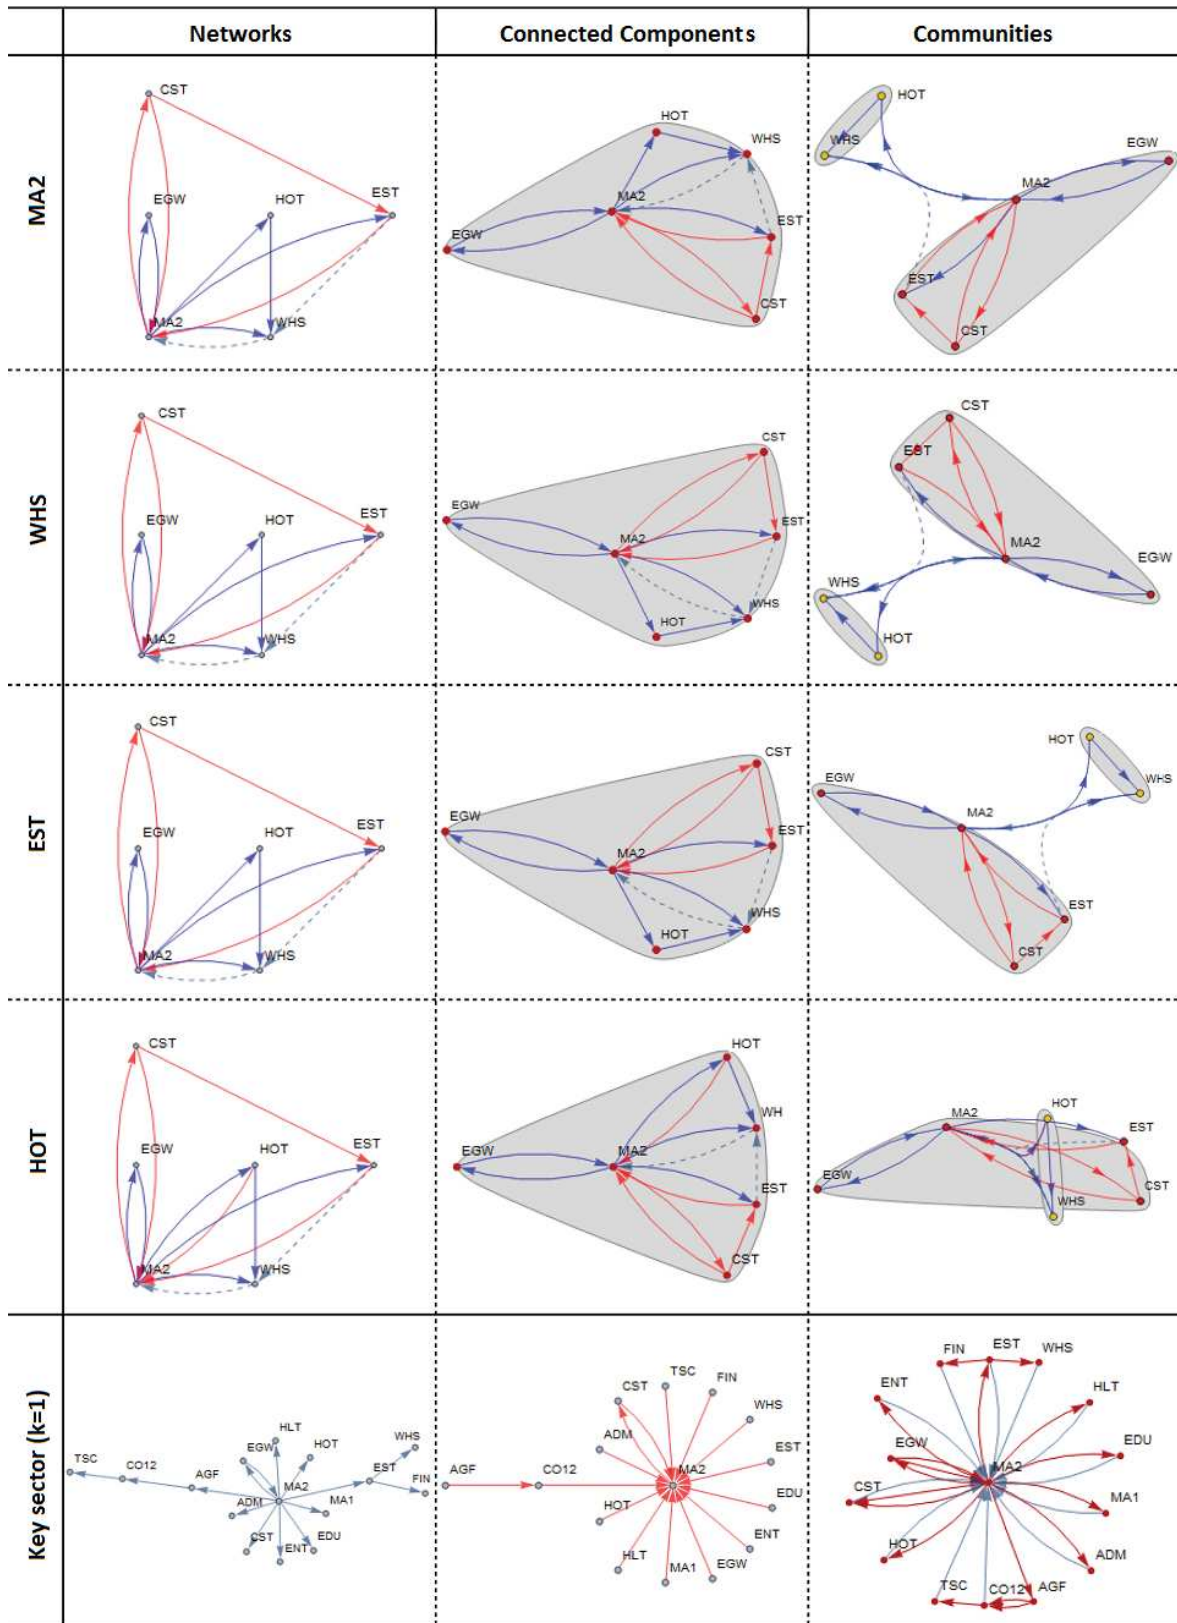 Networks Connected Components Communities
MA2
CST
EGW
HOT
EST
MA2
WHS
HOT
WHS
MA2
EGW
EST
CST
HOT
WHS
EGW
MA2
EST
CST
WHS
CST
EGW
HOT
EST
MA2
WHS
CST
EGW
MA2
EST
HOT
WHS
CST
EST
MA2
EGW
WHS
HOT
EST
CST
EGW
HOT
EST
MA2
WHS
CST
EGW
MA2
EST
HOT
WHS
HOT
WHS
EGW
MA2
EST
CST
HOT
CST
EGW
HOT
EST
MA2
WHS
HOT
WH
EGW
MA2
EST
CST
HOT
MA2
EST
EGW
CST
WHS
Key sector (k=1)
HLT
EGW
HOT
WHS
TSC
CO12
EST
AGF
MA2
FIN
ADM
MA1
CST
EDU
ENT
TSC
FIN
CST
WHS
ADM
EST
AGF
CO12
MA2
HOT
EDU
ENT
HLT
MA1
EGW
FIN
EST
WHS
ENT
HLT
EGW
EDU
MA2
CST
MA1
HOT
ADM
TSC
CO12
AGF